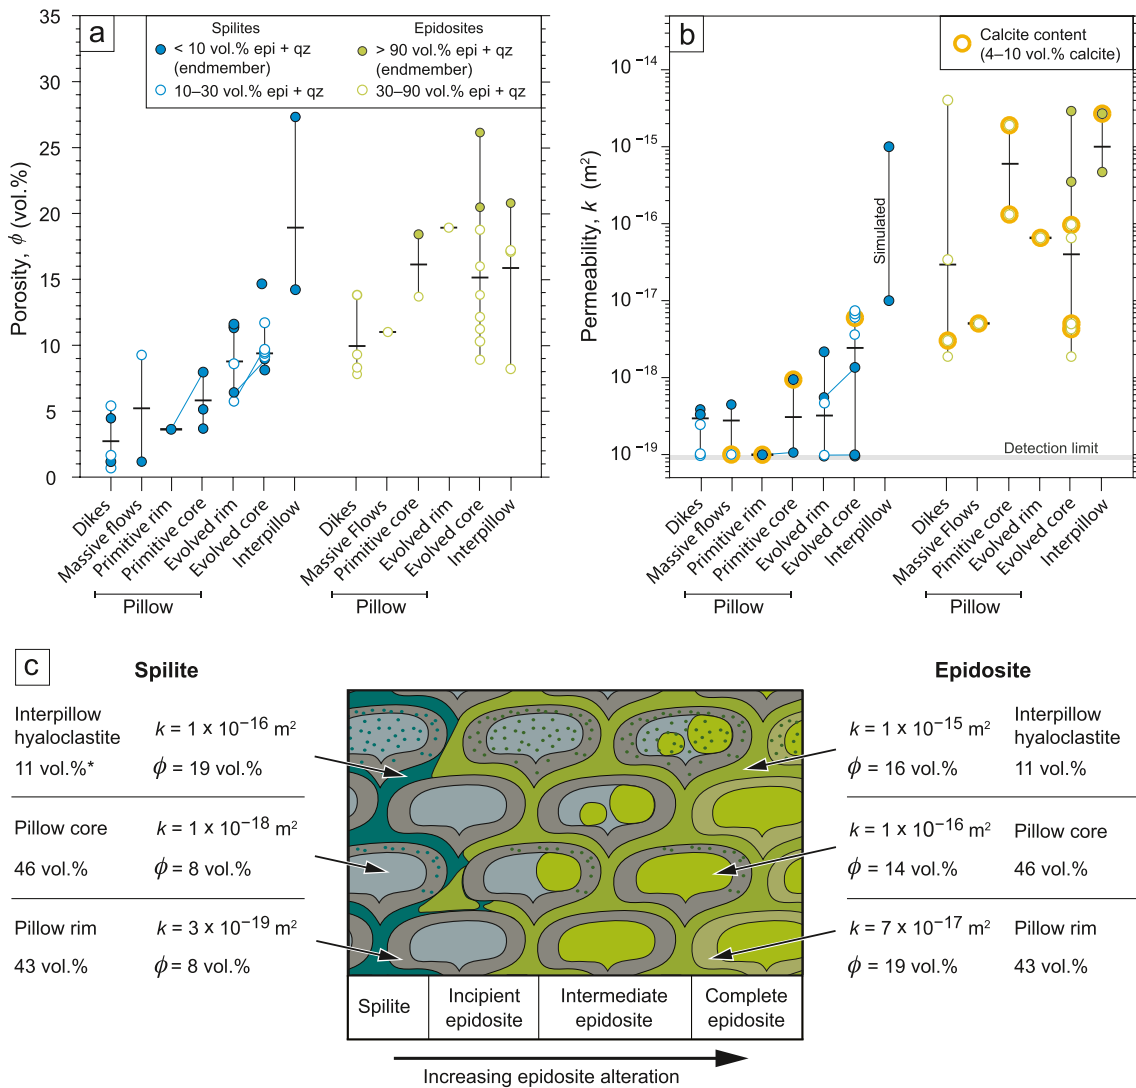 a
Spilites
< 10 vol.% epi + qz
(endmember)
10–30 vol.% epi + qz
Epidosites
> 90 vol.% epi + qz
(endmember)
30–90 vol.% epi + qz
Porosity, ϕ (vol.%)
35
30
25
20
15
10
5
0
Dikes
Massive flows
Primitive rim
Primitive core
Evolved rim
Evolved core
Interpillow
Pillow
Dikes
Massive Flows
Primitive core
Evolved rim
Evolved core
Interpillow
Pillow
b
Calcite content
(4–10 vol.% calcite)
Permeability, k (m²)
10⁻¹⁴
10⁻¹⁵
10⁻¹⁶
10⁻¹⁷
10⁻¹⁸
10⁻¹⁹
Simulated
Detection limit
Dikes
Massive flows
Primitive rim
Primitive core
Evolved rim
Evolved core
Interpillow
Pillow
Dikes
Massive Flows
Pimitive core
Evolved rim
Evolved core
Interpillow
Pillow
c
Spilite
Interpillow
hyaloclastite
11 vol.%*
k = 1 x 10⁻¹⁶ m²
ϕ = 19 vol.%
Pillow core
46 vol.%
k = 1 x 10⁻¹⁸ m²
ϕ = 8 vol.%
Pillow rim
43 vol.%
k = 3 x 10⁻¹⁹ m²
ϕ = 8 vol.%
Epidosite
k = 1 x 10⁻¹⁵ m²
ϕ = 16 vol.%
Interpillow
hyaloclastite
11 vol.%
k = 1 x 10⁻¹⁶ m²
ϕ = 14 vol.%
Pillow core
46 vol.%
k = 7 x 10⁻¹⁷ m²
ϕ = 19 vol.%
Pillow rim
43 vol.%
Spilite
Incipient
epidosite
Intermediate
epidosite
Complete
epidosite
Increasing epidosite alteration